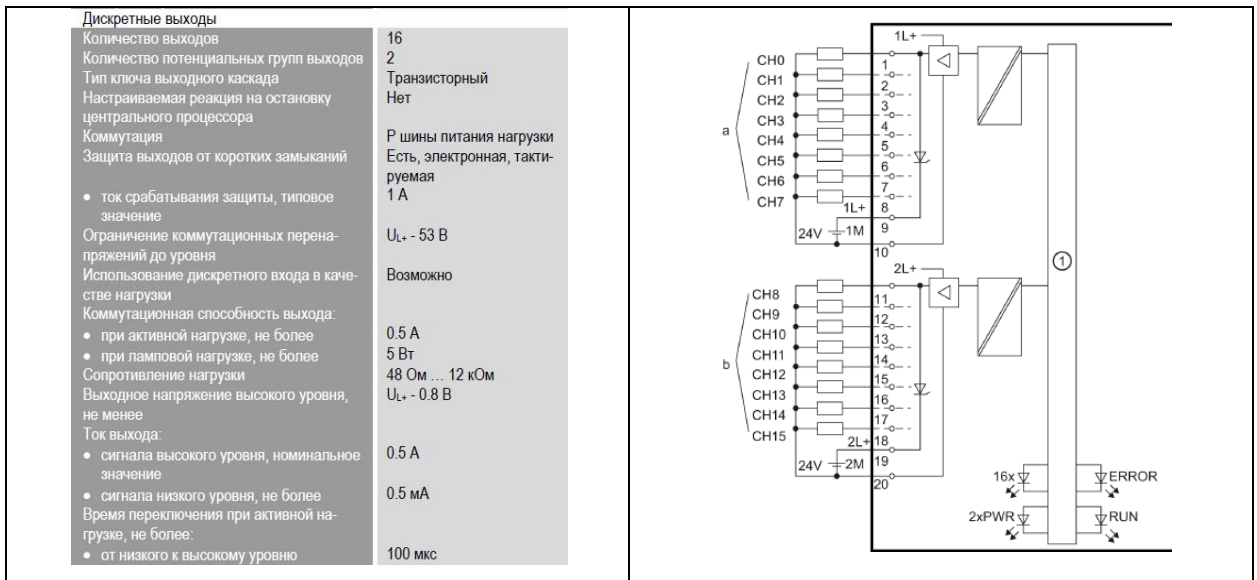 Дискретные выходы
Количество выходов 16
Количество потенциальных групп выходов 2
Тип ключа выходного каскада Транзисторный
Настраиваемая реакция на остановку Нет
центрального процессора
Коммутация P шины питания нагрузки
Защита выходов от коротких замыканий Есть, электронная, такти-
руемая
• ток срабатывания защиты, типовое 1 А
значение
Ограничение коммутационных перена- UL+ - 53 В
пряжений до уровня
Использование дискретного входа в каче- Возможно
стве нагрузки
Коммутационная способность выхода:
• при активной нагрузке, не более 0.5 А
• при ламповой нагрузке, не более 5 Вт
Сопротивление нагрузки 48 Ом … 12 кОм
Выходное напряжение высокого уровня, UL+ - 0.8 В
не менее
Ток выхода:
• сигнала высокого уровня, номинальное 0.5 А
значение
• сигнала низкого уровня, не более 0.5 мА
Время переключения при активной на-
грузке, не более:
• от низкого к высокому уровню 100 мкс
1L+
CH0
1
CH1
2
CH2
3
CH3
4
a
CH4
5
CH5
6
CH6
7
CH7
1L+ 8
24V 1M 9
10
1
2L+
CH8
11
CH9
12
CH10
13
CH11
14
b
CH12
15
CH13
16
CH14
17
CH15
2L+ 18
24V 2M 19
20
16x ERROR
2xPWR RUN